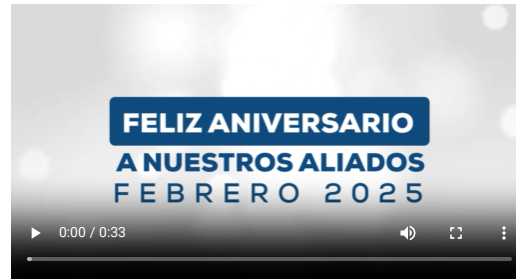 FELIZ ANIVERSARIO
A NUESTROS ALIADOS
FEBRERO 2025
0:00 / 0:33